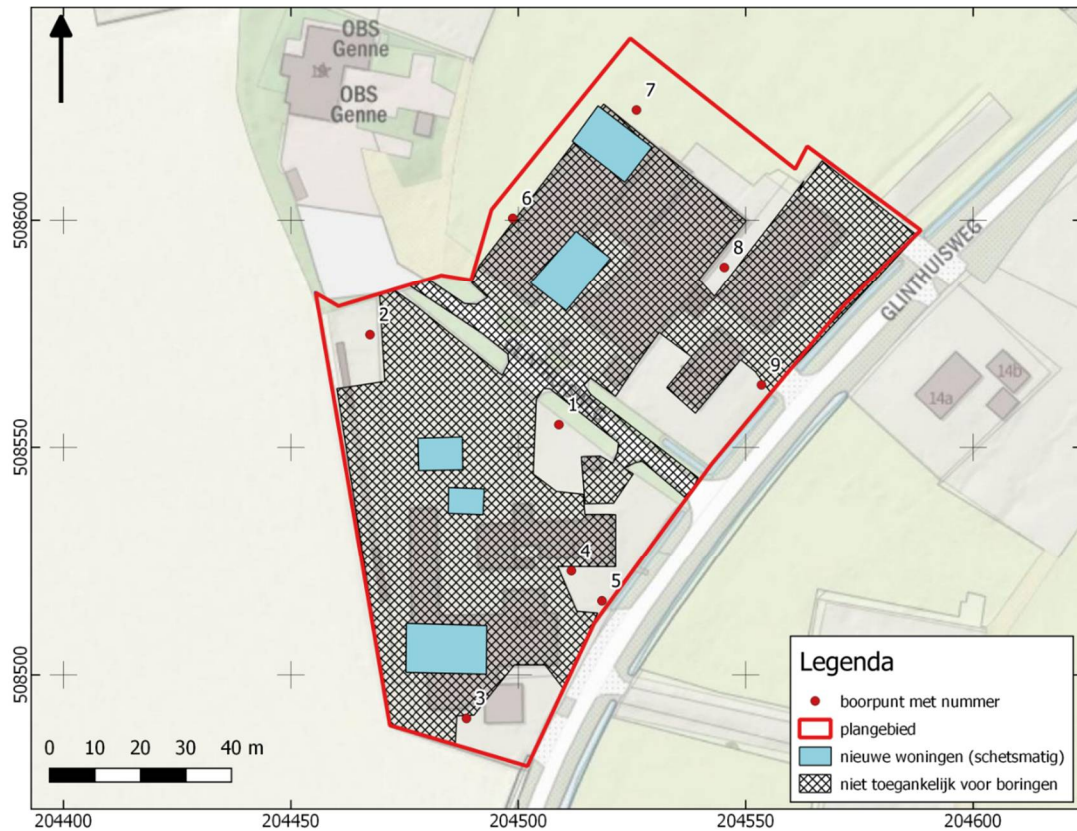 OBS
Genne
1a
OBS
Genne
7
6
8
2
9
1
4
5
3
GLINTHUISWEG
14b
14a
508600
508550
508500
0 10 20 30 40 m
204400 204450 204500 204550 204600
Legenda
boorpunt met nummer
plangebied
nieuwe woningen (schetsmatig)
niet toegankelijk voor boringen